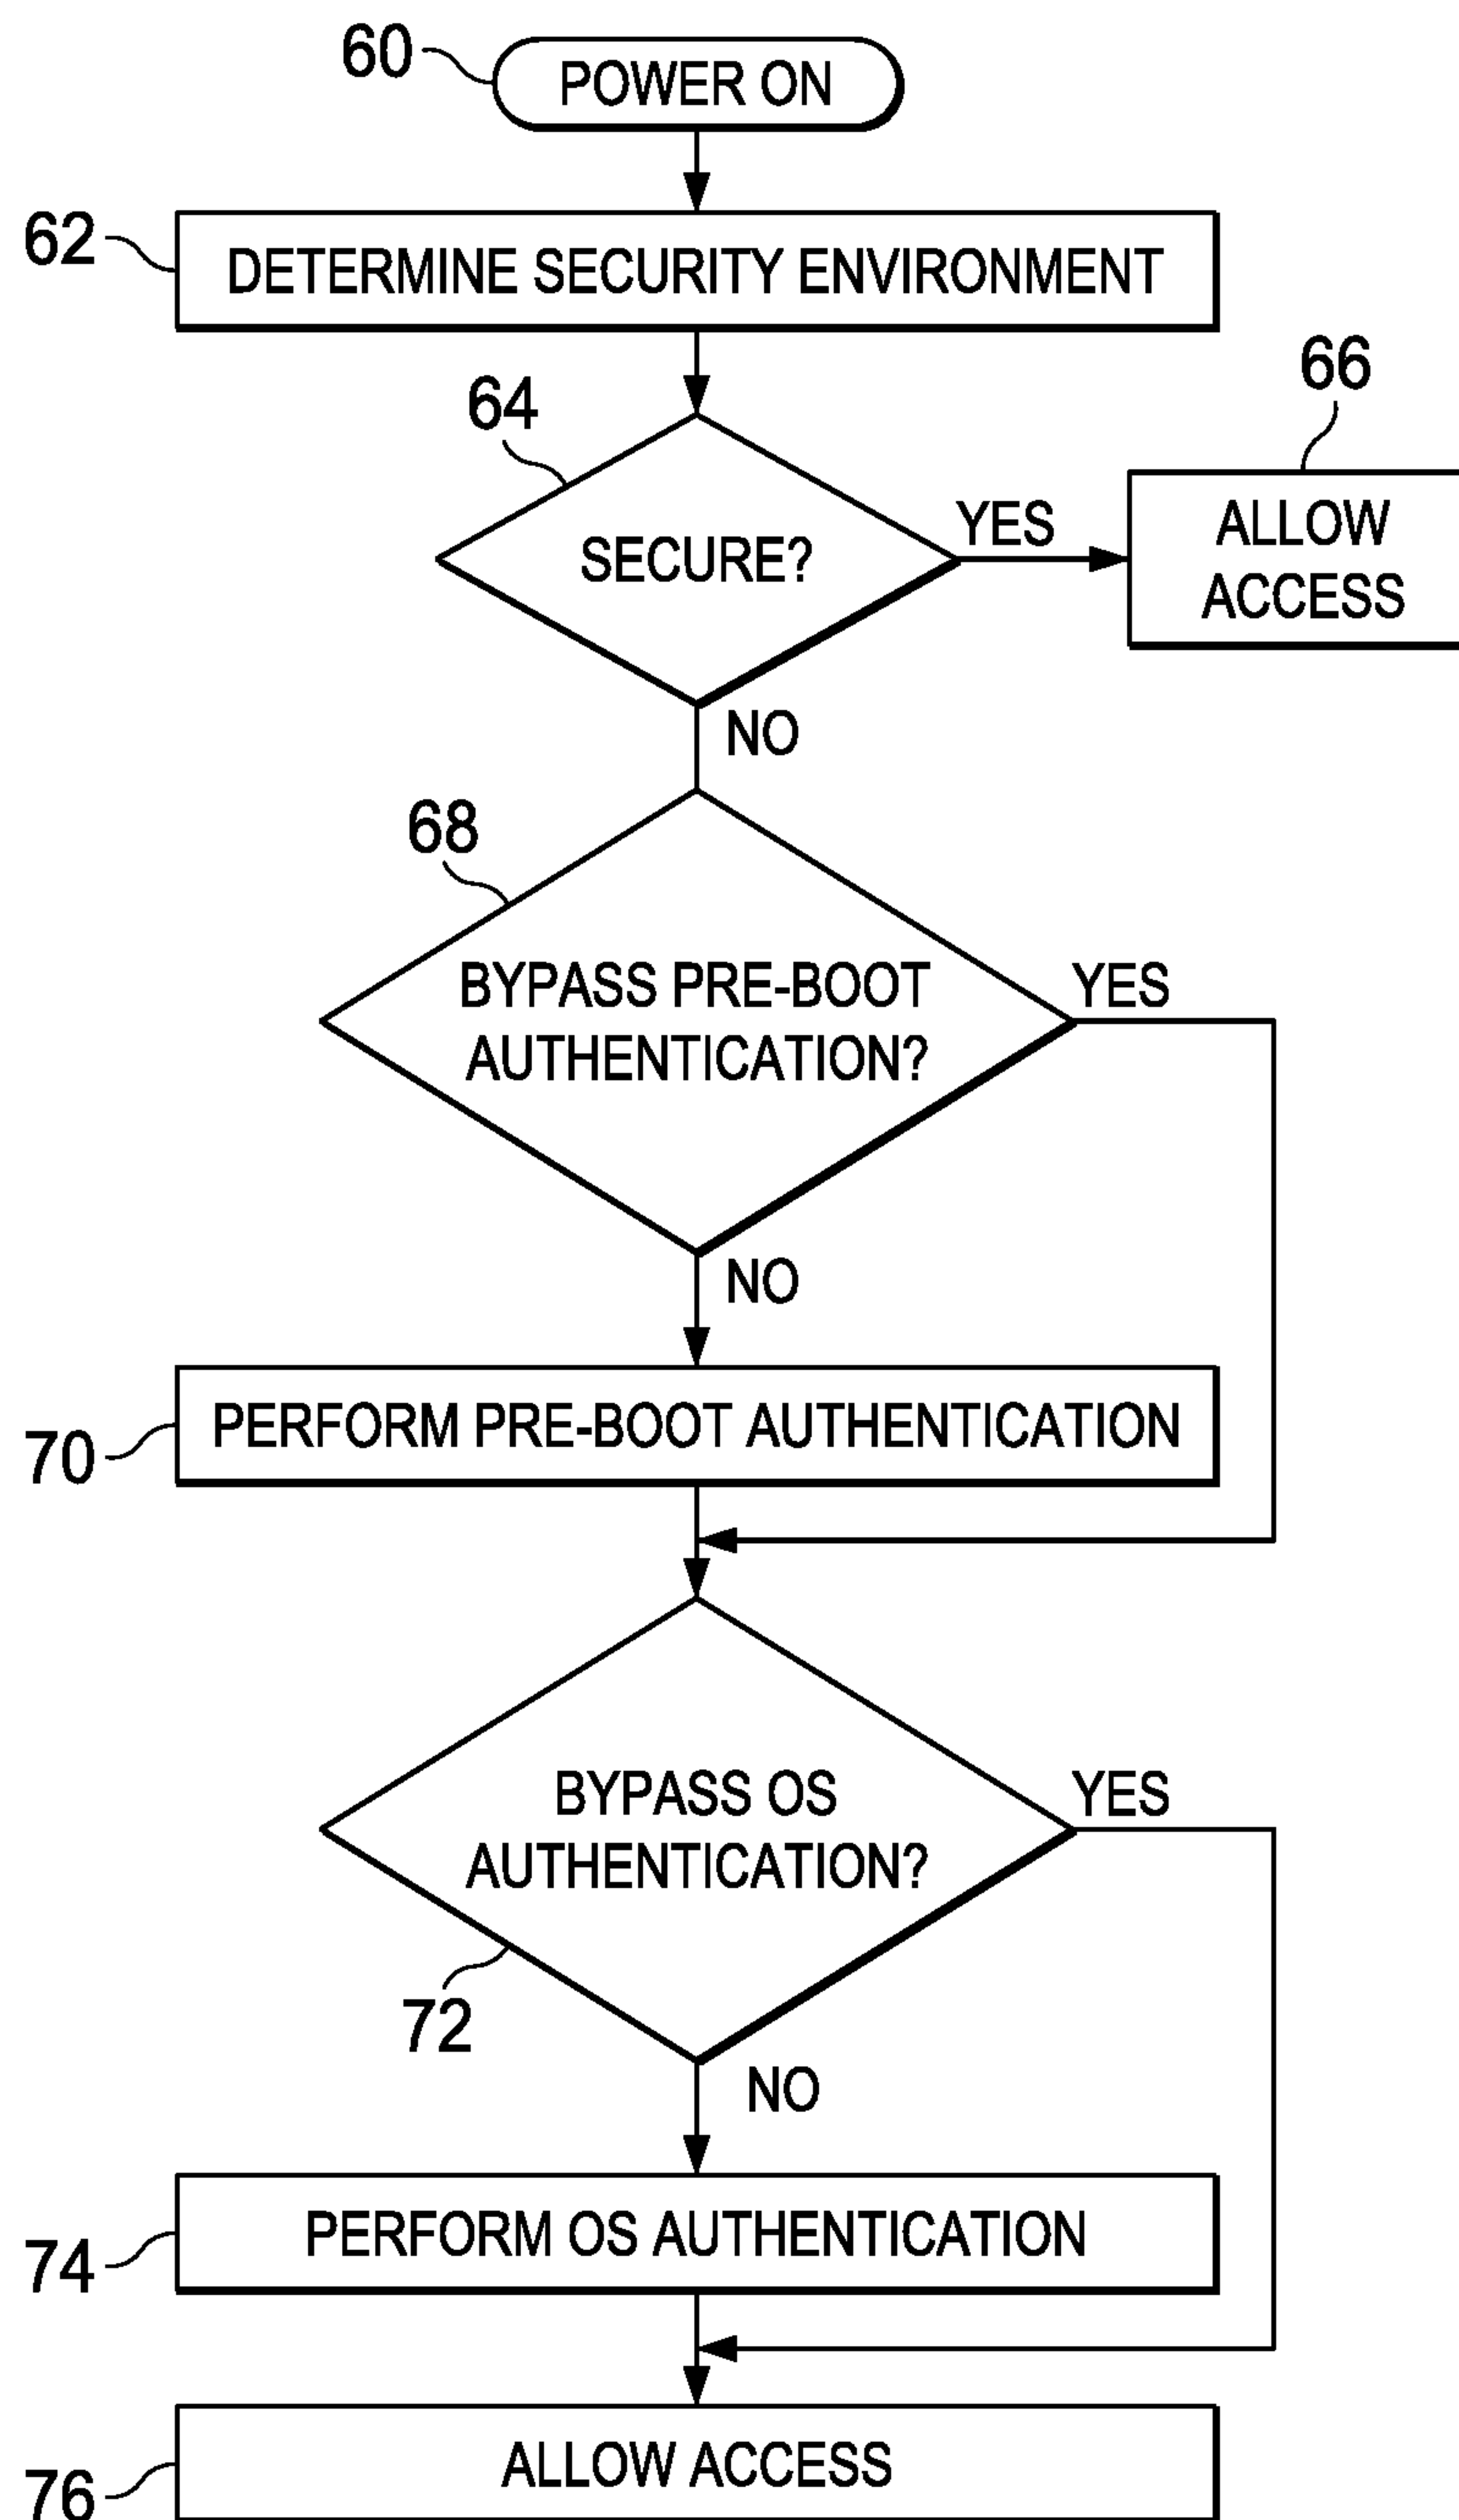 60
POWER ON
62
DETERMINE SECURITY ENVIRONMENT
66
64
YES
ALLOW
ACCESS
SECURE?
NO
68
BYPASS PRE-BOOT
AUTHENTICATION?
YES
NO
PERFORM PRE-BOOT AUTHENTICATION
70
BYPASS OS
AUTHENTICATION?
YES
72
NO
PERFORM OS AUTHENTICATION
74
ALLOW ACCESS
76